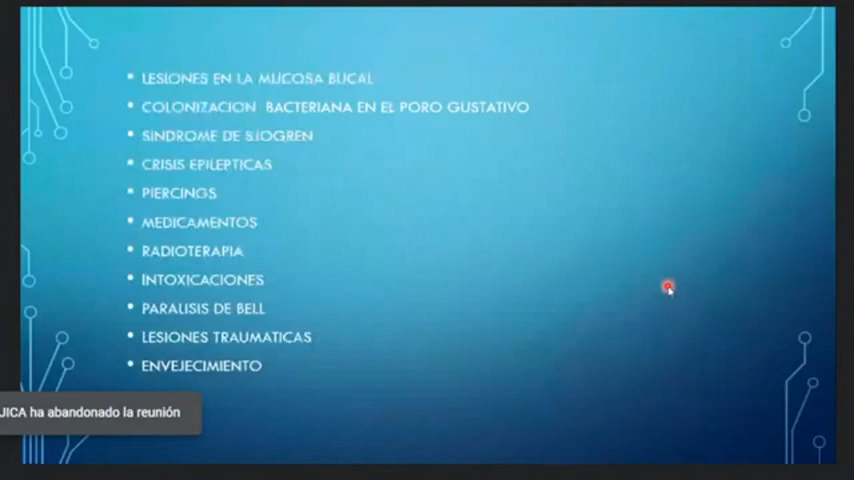 LESIONES EN LA MUCOSA BUCAL
COLONIZACION BACTERIANA EN EL PORO GUSTATIVO
SINDROME DE SJOGREN
CRISIS EPILEPTICAS
PIERCINGS
MEDICAMENTOS
RADIOTERAPIA
INTOXICACIONES
PARALISIS DE BELL
LESIONES TRAUMATICAS
ENVEJECIMIENTO
JICA ha abandonado la reunión